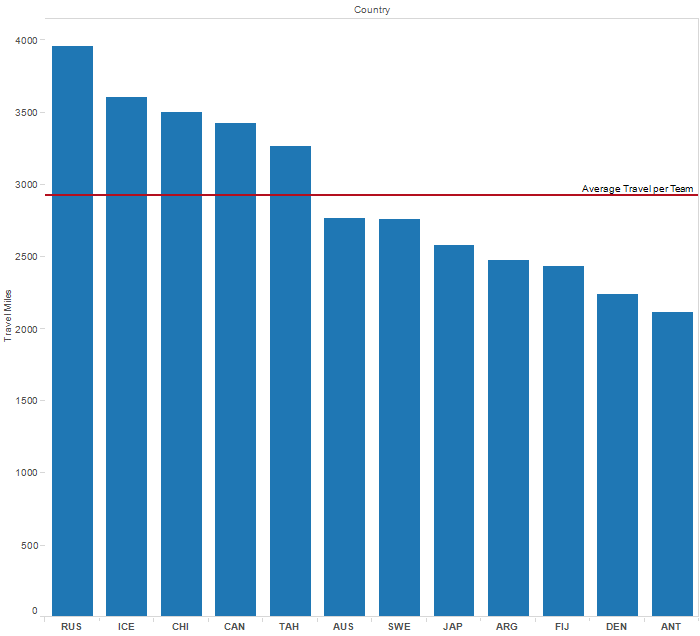 Country
4000
3500
3000
2500
2000
1500
1000
500
0
Travel Miles
Average Travel per Team
RUS ICE CHI CAN TAH AUS SWE JAP ARG FIJ DEN ANT